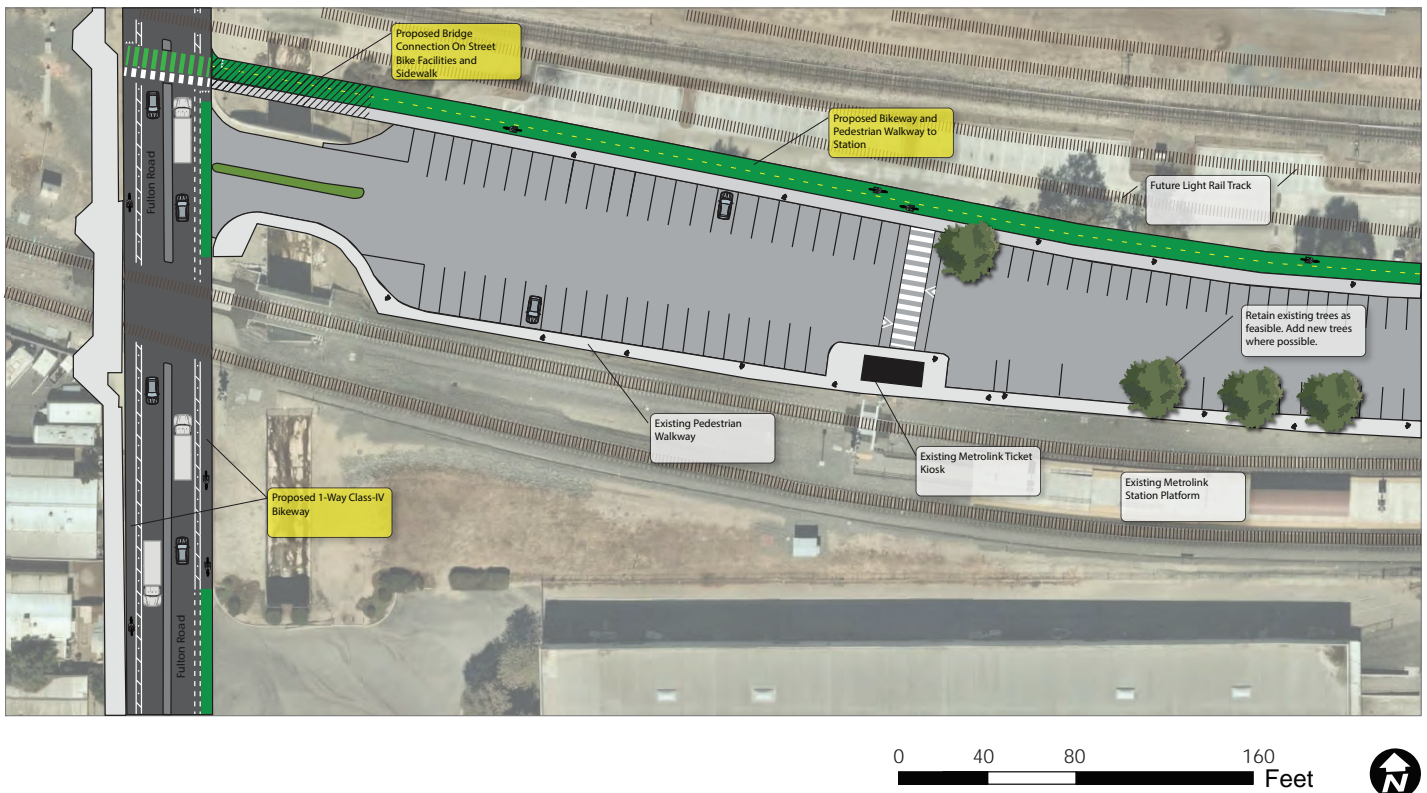 Proposed Bridge
Connection On Street
Bike Facilities and
Sidewalk
Proposed Bikeway and
Pedestrian Walkway to
Station
Future Light Rail Track
Fulton Road
Retain existing trees as
feasible. Add new trees
where possible.
Existing Pedestrian
Walkway
Existing Metrolink Ticket
Kiosk
Existing Metrolink
Station Platform
Proposed 1-Way Class-IV
Bikeway
Fulton Road
0 40 80 160
Feet
N